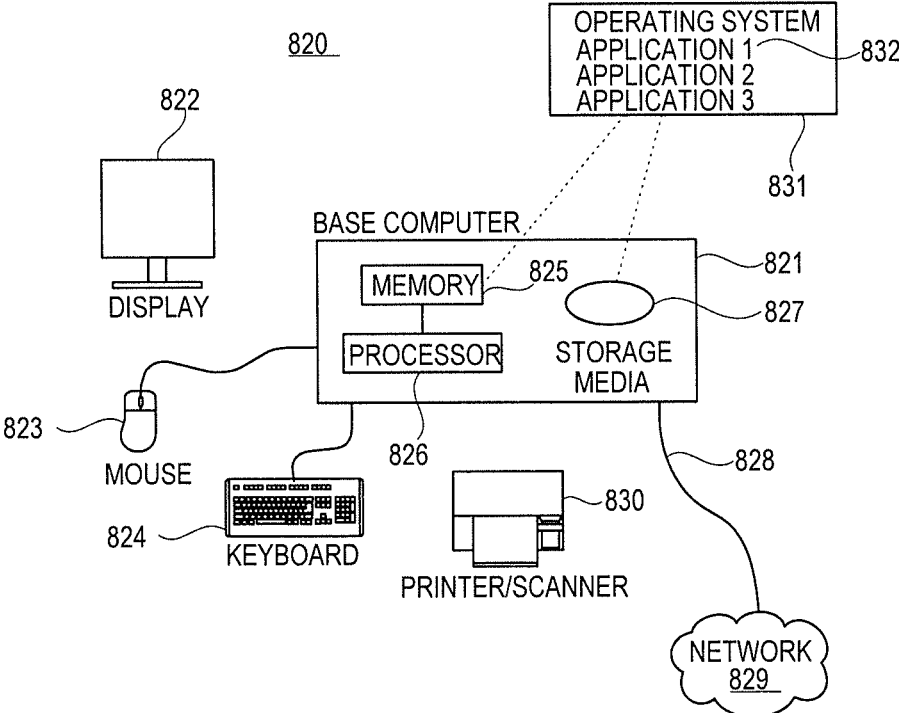 820
OPERATING SYSTEM
APPLICATION 1
APPLICATION 2
APPLICATION 3
832
831
822
DISPLAY
BASE COMPUTER
821
MEMORY
825
827
PROCESSOR
826
STORAGE
MEDIA
823
MOUSE
824
KEYBOARD
830
PRINTER/SCANNER
828
NETWORK
829